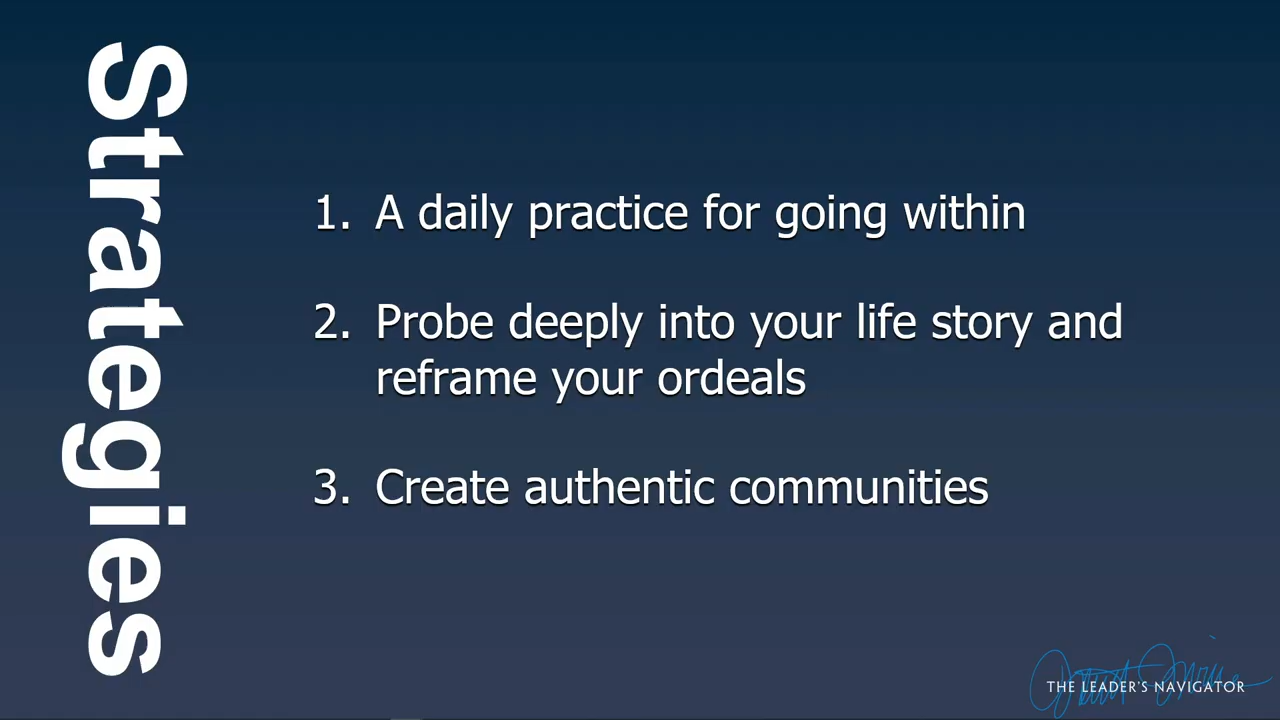 Strategies
1. A daily practice for going within
2. Probe deeply into your life story and
reframe your ordeals
3. Create authentic communities
THE LEADER'S NAVIGATOR